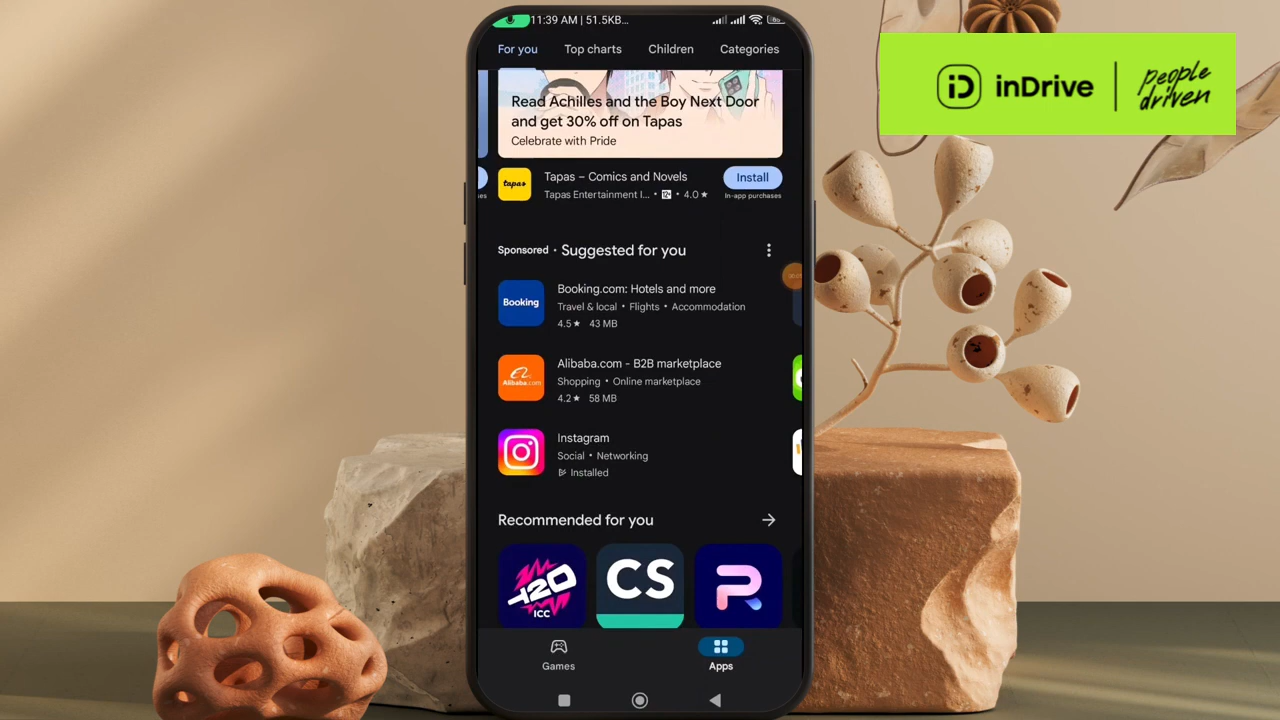 11:39 AM | 51.5KB...
For you Top charts Children Categories
iD inDrive | people
driven
Read Achilles and the Boy Next Door
and get 30% off on Tapas
Celebrate with Pride
tapas
Tapas – Comics and Novels
Install
Tapas Entertainment I... • 12+ • 4.0 ★
In-app purchases
Sponsored • Suggested for you
Booking
Booking.com: Hotels and more
Travel & local • Flights • Accommodation
4.5 ★ 43 MB
Alibaba.com
Alibaba.com - B2B marketplace
Shopping • Online marketplace
4.2 ★ 58 MB
Instagram
Social • Networking
Installed
Recommended for you
T20
ICC
CS
Games
Apps